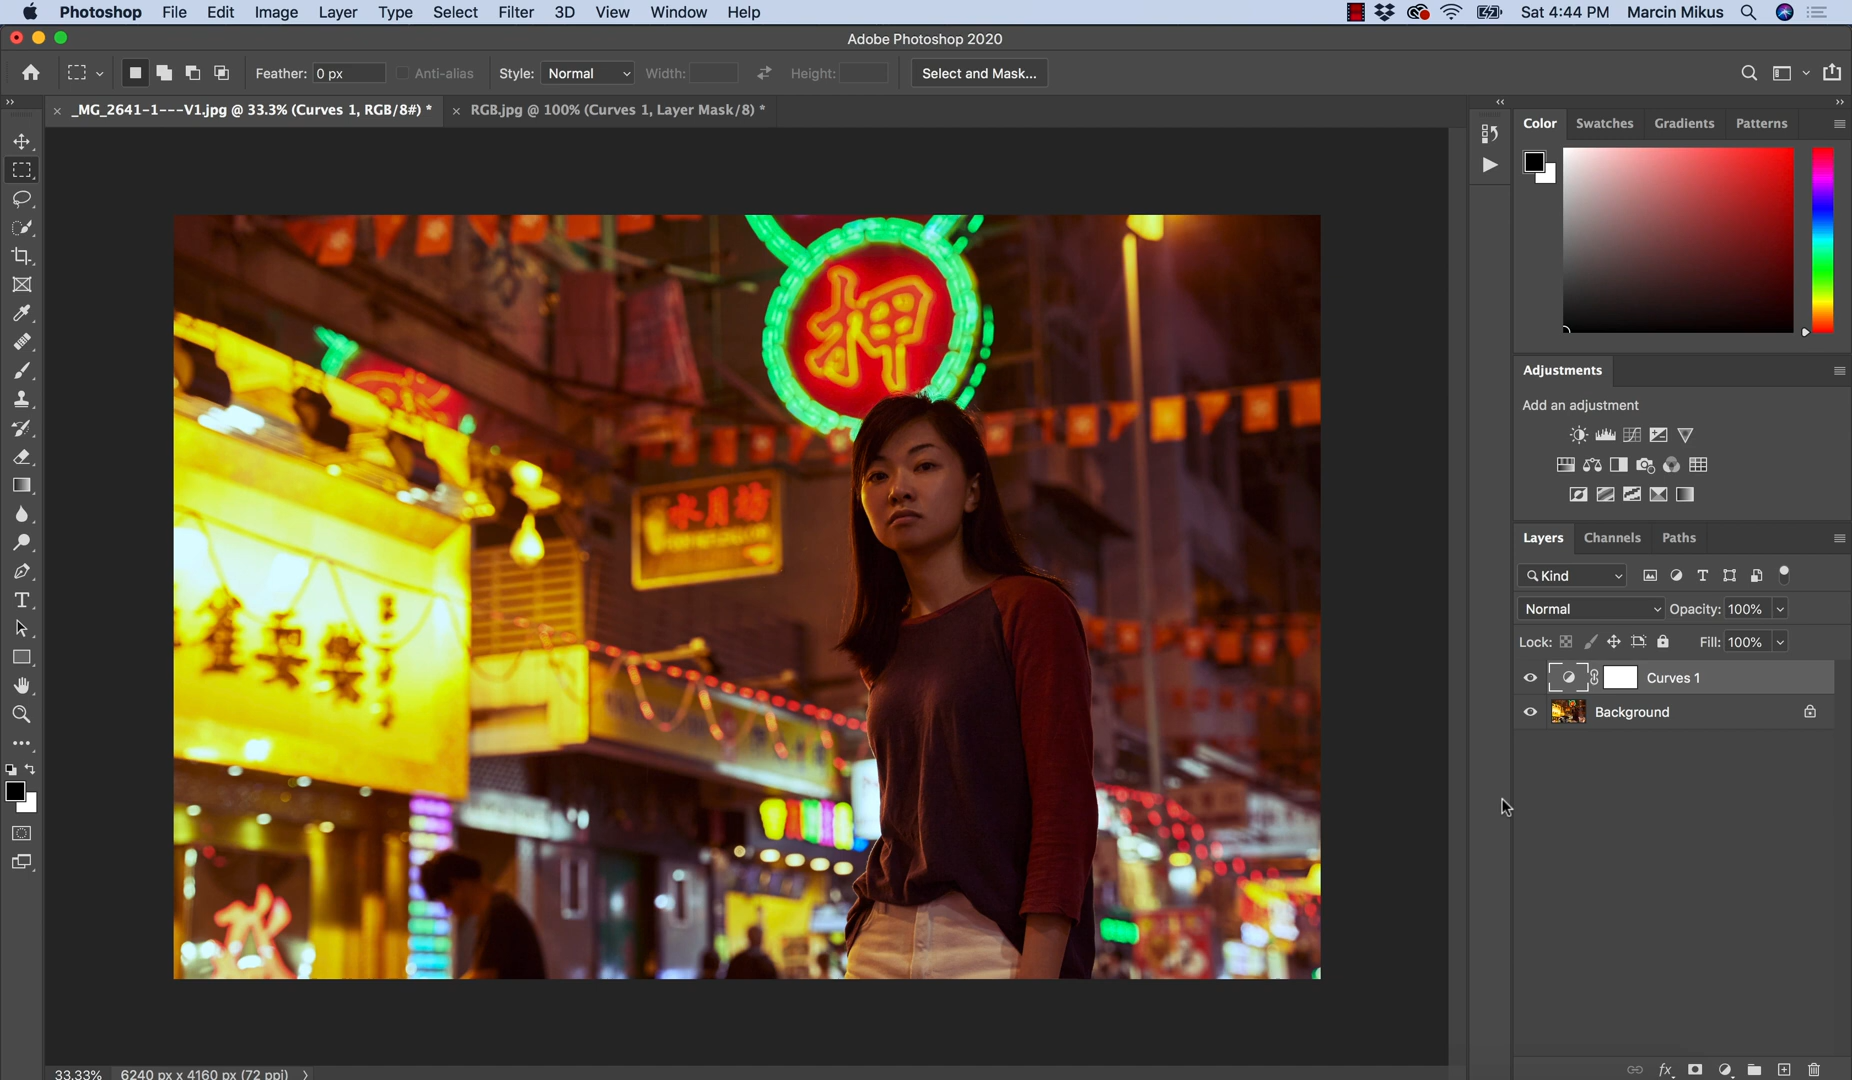 Photoshop File Edit Image Layer Type Select Filter 3D View Window Help Sat 4:44 PM Marcin Mikus
Adobe Photoshop 2020
Feather: 0 px Anti-alias Style: Normal Width: Height: Select and Mask...
_MG_2641-1---V1.jpg @ 33.3% (Curves 1, RGB/8#) * RGB.jpg @ 100% (Curves 1, Layer Mask/8) *
Color Swatches Gradients Patterns
押
水月坊
Adjustments
Add an adjustment
Layers Channels Paths
Kind
Normal Opacity: 100%
Lock: Fill: 100%
Curves 1
Background
33.33% 6240 px x 4160 px (72 ppi)